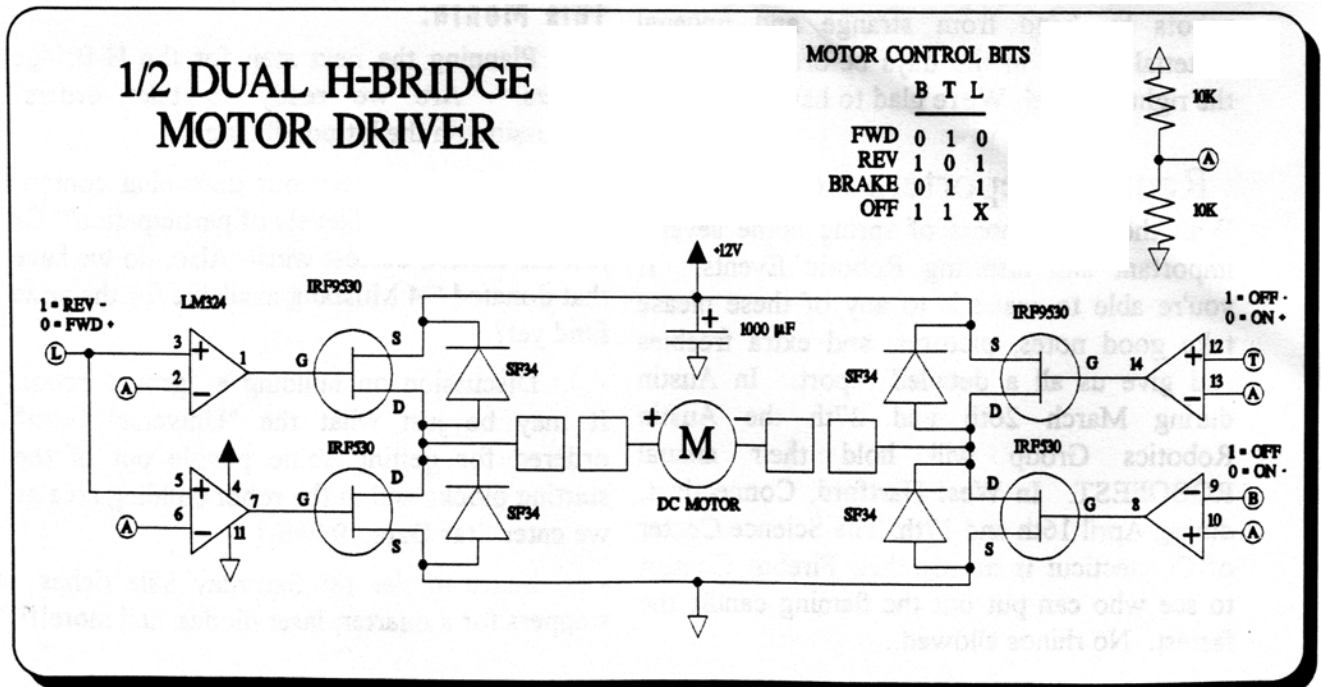 1/2 DUAL H-BRIDGE
MOTOR DRIVER
MOTOR CONTROL BITS
B T L
FWD 0 1 0
REV 1 0 1
BRAKE 0 1 1
OFF 1 1 X
10K
A
10K
+12V
1 = REV -
0 = FWD +
L
LM324
3
+
1
2
−
A
IRF9530
G
S
D
SF34
+
1000 µF
IRF9530
S
G
D
SF34
1 = OFF -
0 = ON +
14
12
+
T
13
−
A
5
+
4
7
6
−
11
A
IRF530
G
D
S
SF34
+
M
DC MOTOR
IRF530
D
G
S
SF34
1 = OFF
0 = ON -
8
9
−
B
10
+
A